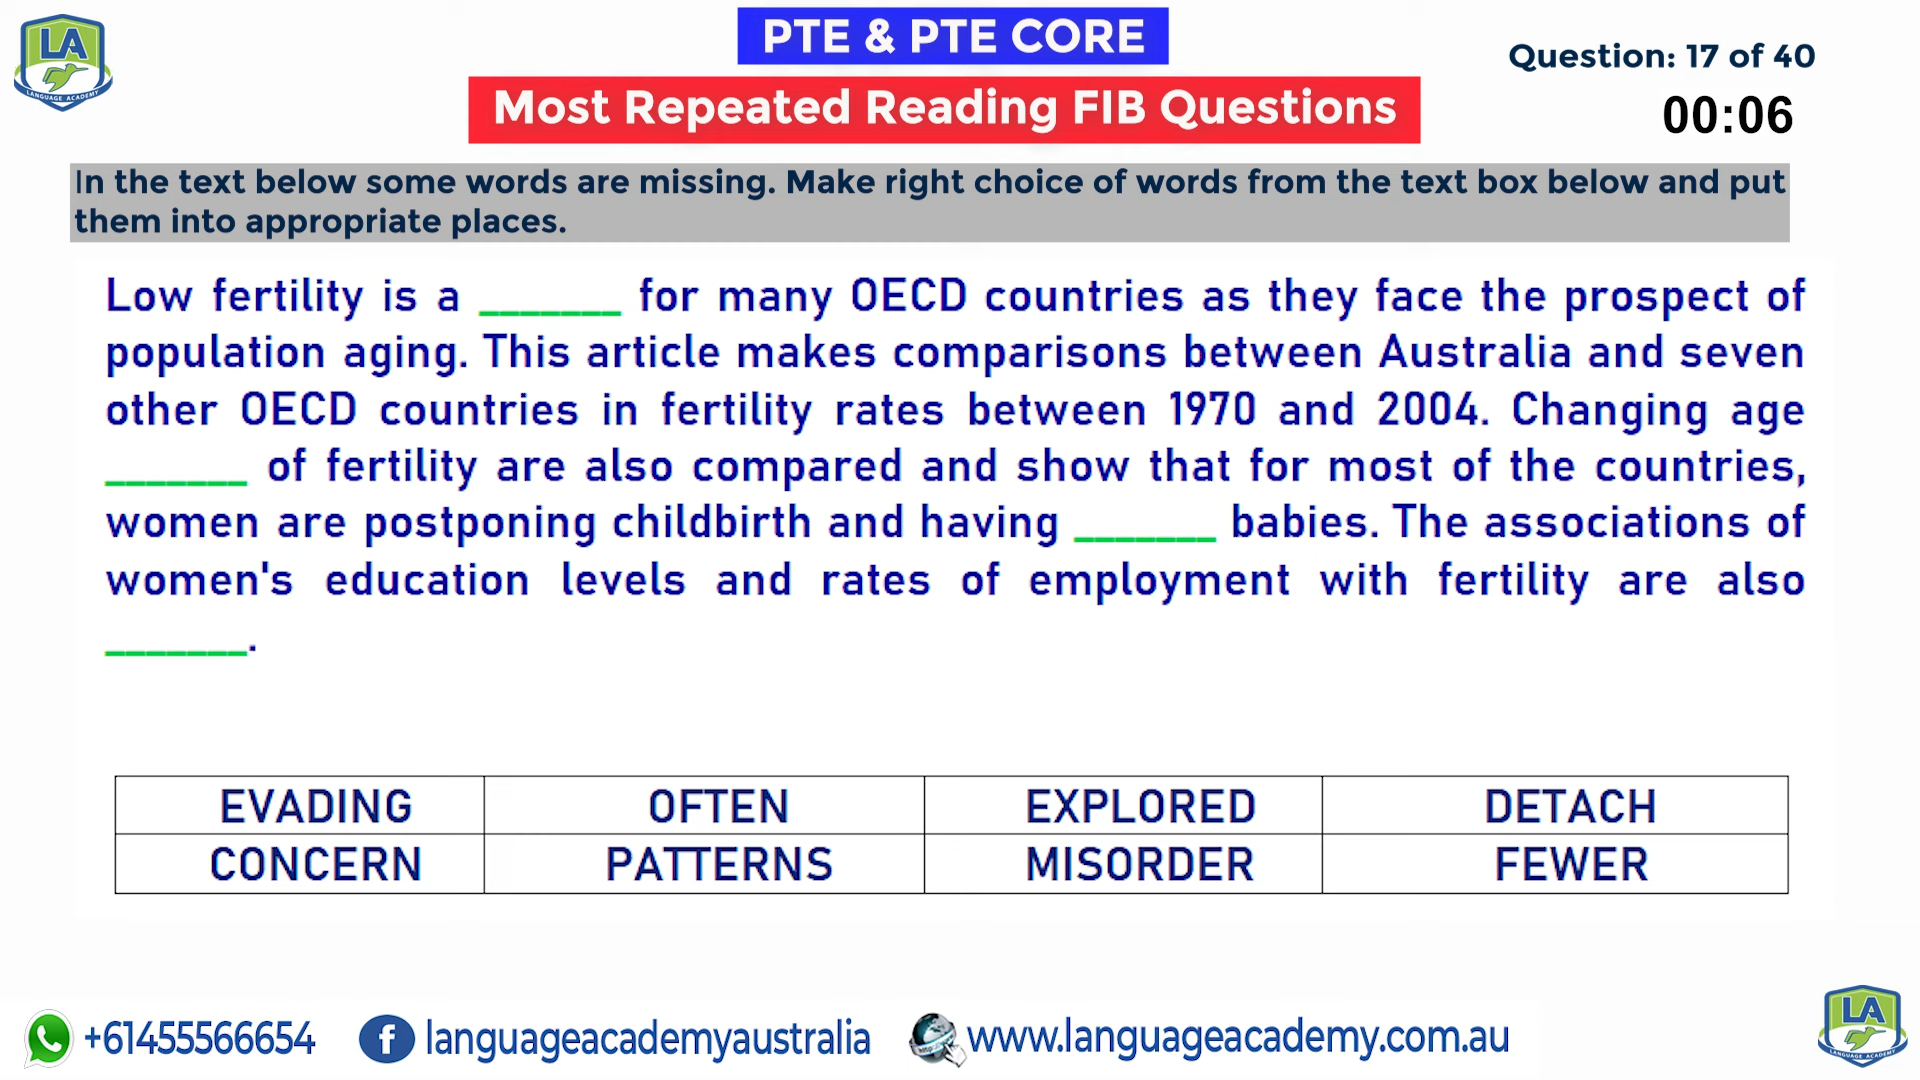 LA
LANGUAGE ACADEMY
PTE & PTE CORE
Most Repeated Reading FIB Questions
Question: 17 of 40
00:06
In the text below some words are missing. Make right choice of words from the text box below and put
them into appropriate places.
Low fertility is a _______ for many OECD countries as they face the prospect of
population aging. This article makes comparisons between Australia and seven
other OECD countries in fertility rates between 1970 and 2004. Changing age
_______ of fertility are also compared and show that for most of the countries,
women are postponing childbirth and having _______ babies. The associations of
women's education levels and rates of employment with fertility are also
_______.
EVADING OFTEN EXPLORED DETACH
CONCERN PATTERNS MISORDER FEWER
+61455566654 f languageacademyaustralia http www.languageacademy.com.au
LA
LANGUAGE ACADEMY